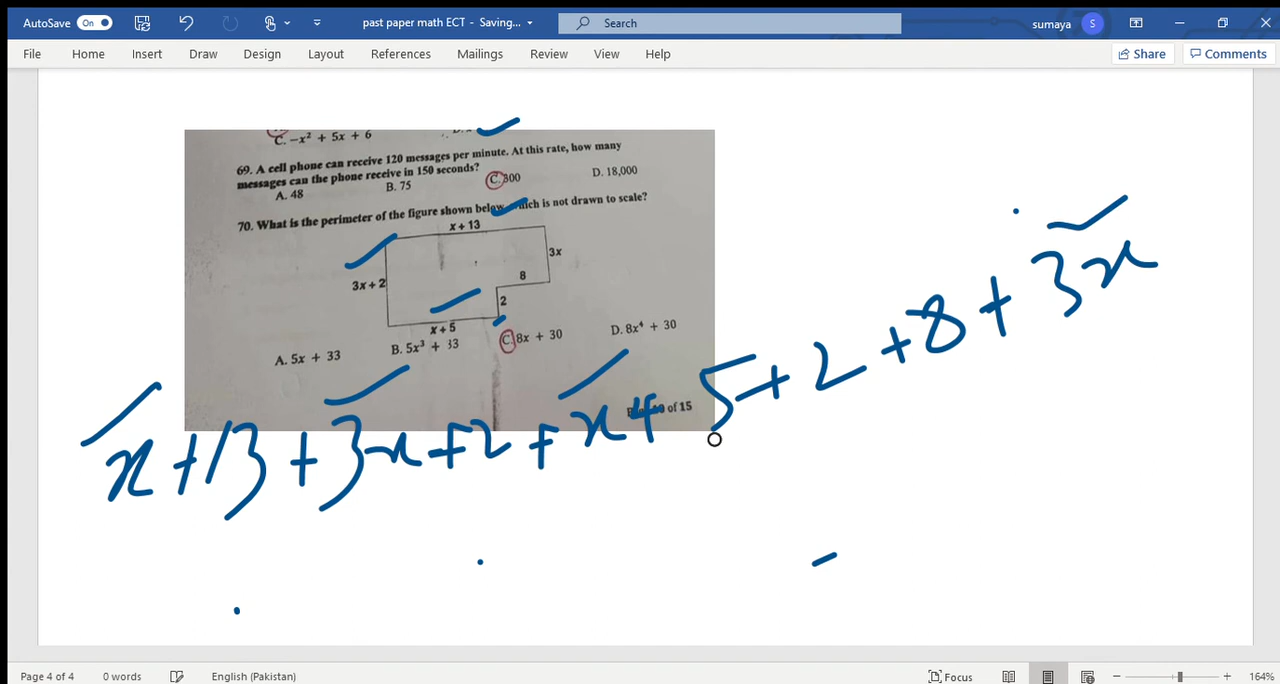 AutoSave On past paper math ECT - Saving... Search sumaya S
File Home Insert Draw Design Layout References Mailings Review View Help Share Comments
C. -x² + 5x + 6
69. A cell phone can receive 120 messages per minute. At this rate, how many
messages can the phone receive in 150 seconds?
A. 48 B. 75 C. 300 D. 18,000
70. What is the perimeter of the figure shown below, which is not drawn to scale?
x + 13
3x
3x + 2
8
2
x + 5
A. 5x + 33 B. 5x³ + 33 C. 8x + 30 D. 8x⁴ + 30
of 15
x + 13 + 3x + 2 + x + 5 + 2 + 8 + 3x
Page 4 of 4 0 words English (Pakistan) Focus 164%